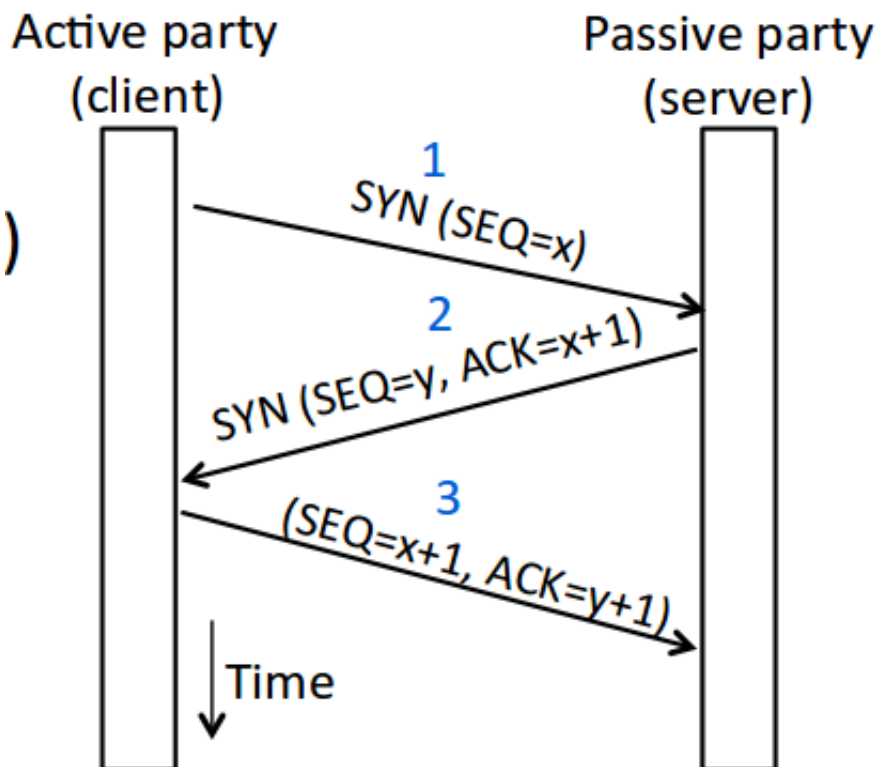 Active party
(client)
Passive party
(server)
)
1
SYN (SEQ=x)
2
SYN (SEQ=y, ACK=x+1)
3
(SEQ=x+1, ACK=y+1)
Time